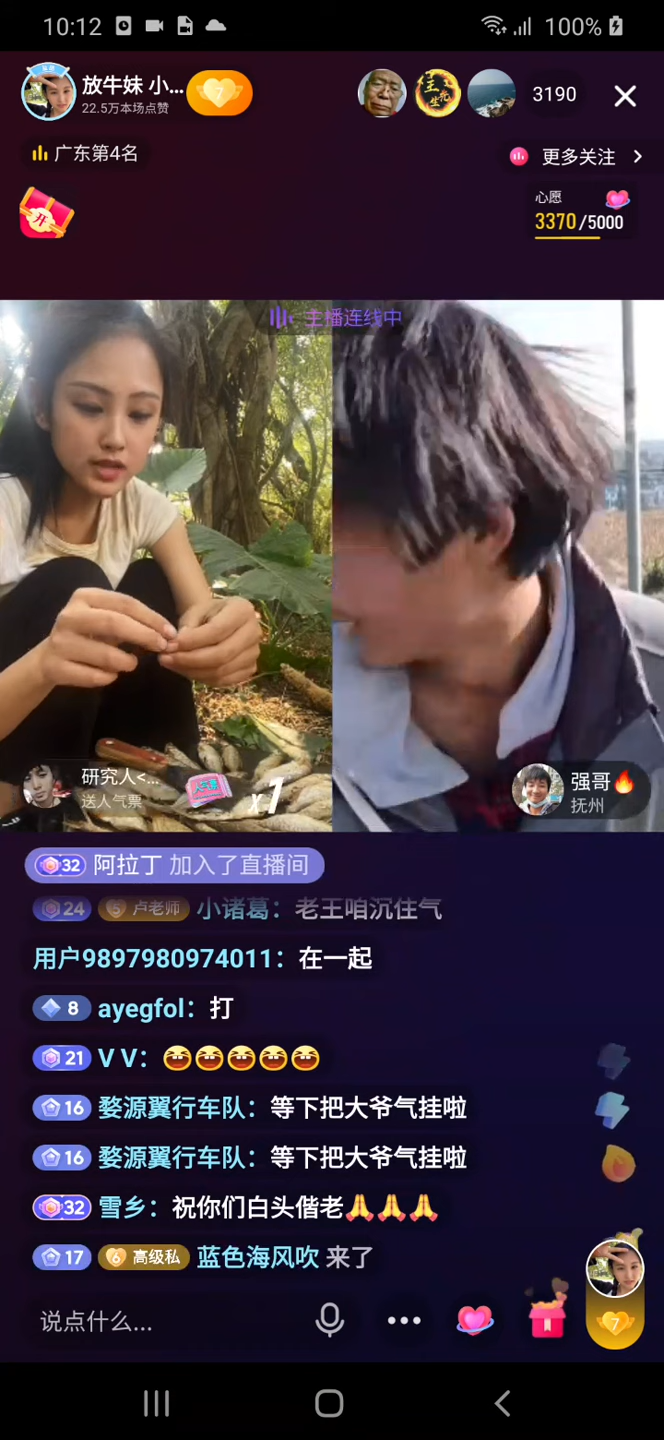 10:12
100%
放牛妹 小...
22.5万本场点赞
7
3190
广东第4名
更多关注
开
心愿
3370/5000
主播连线中
研究人<...
送人气票
x1
强哥🔥
抚州
32 阿拉丁 加入了直播间
24 5 卢老师 小诸葛：老王咱沉住气
用户9897980974011：在一起
8 ayegfol：打
21 V V：😆😆😆😆😆
16 婺源翼行车队：等下把大爷气挂啦
16 婺源翼行车队：等下把大爷气挂啦
32 雪乡：祝你们白头偕老🙏🙏🙏
17 6 高级私 蓝色海风吹 来了
说点什么...
7